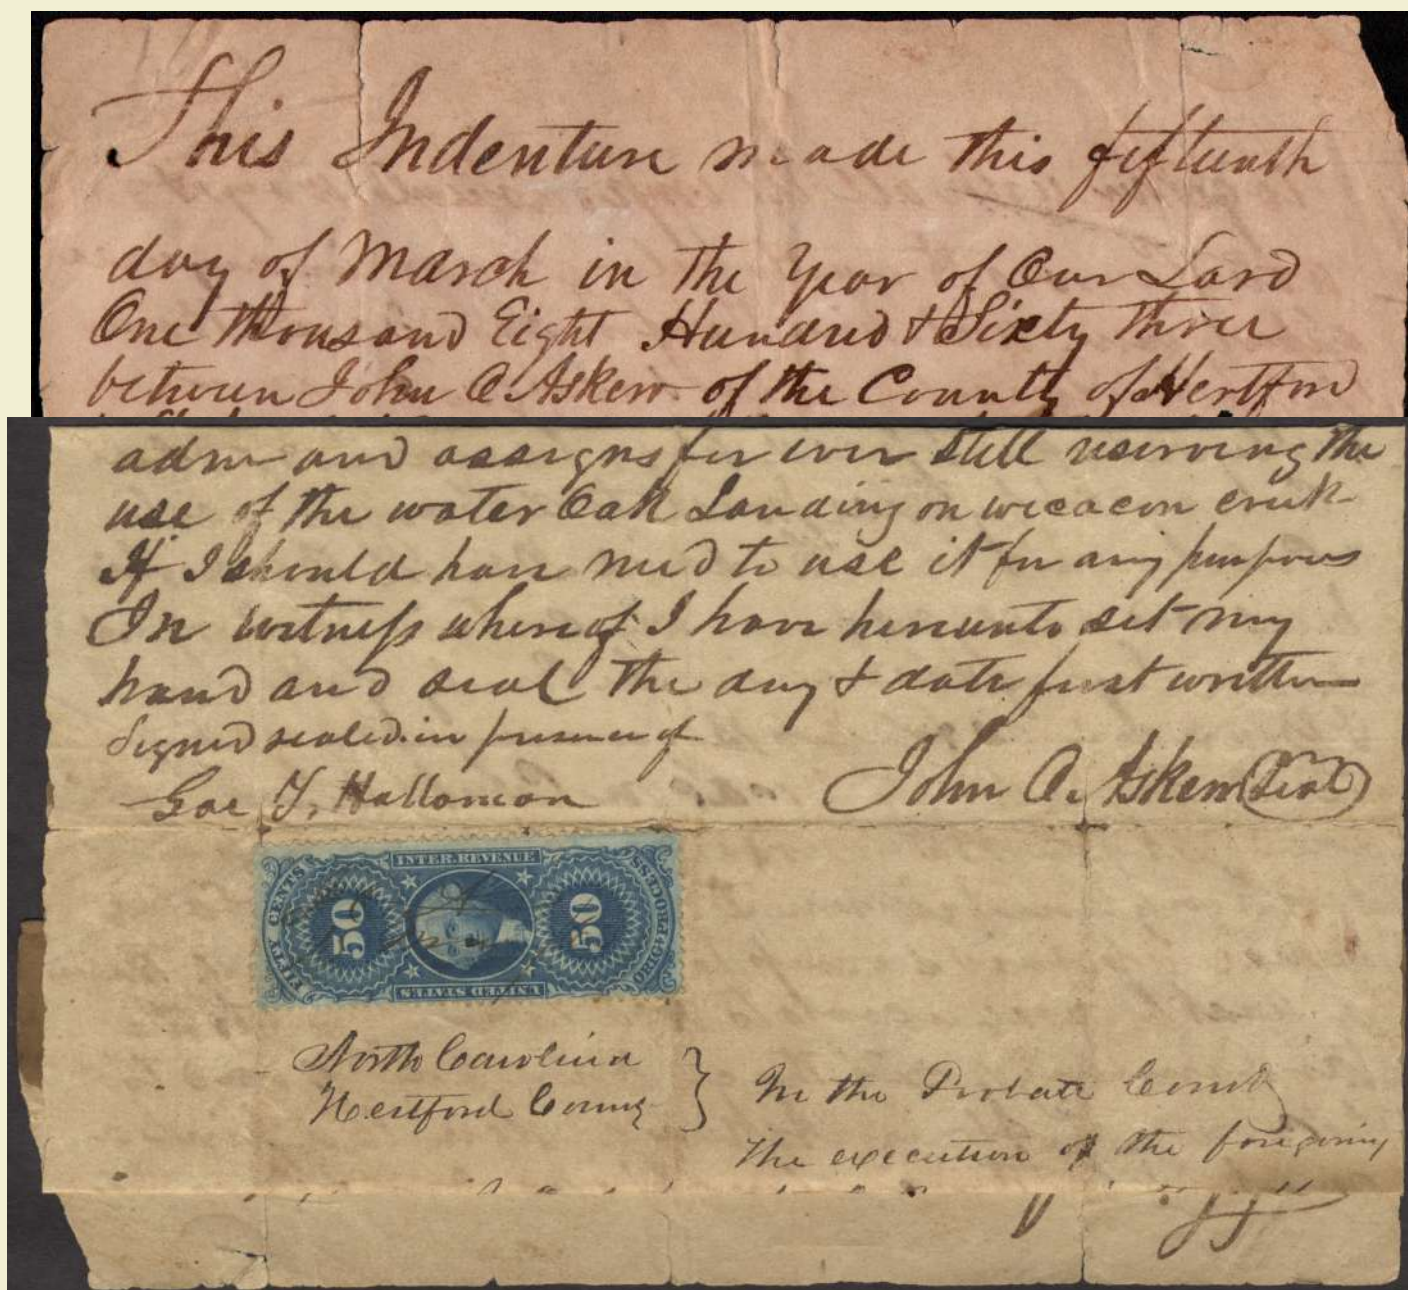 This Indenture made this fifteenth
day of March in the Year of Our Lord
One thousand Eight Hundred & Sixty three
between John C. Askew of the County of Hertford
adm and assigns for ever still reserving the
use of the water Oak Landing on wicacon creek
If I should have need to use it for any purposes
In witness whereof I have hereunto set my
hand and seal the day & date first written
Signed sealed in presence of
Geo T. Halloman
John C. Askew (Seal)
INTER. REVENUE
FIFTY CENTS
50
50
ORIG. PROCESS
UNITED STATES
North Carolina
Hertford County
In the Probate Court
The execution of the foregoing